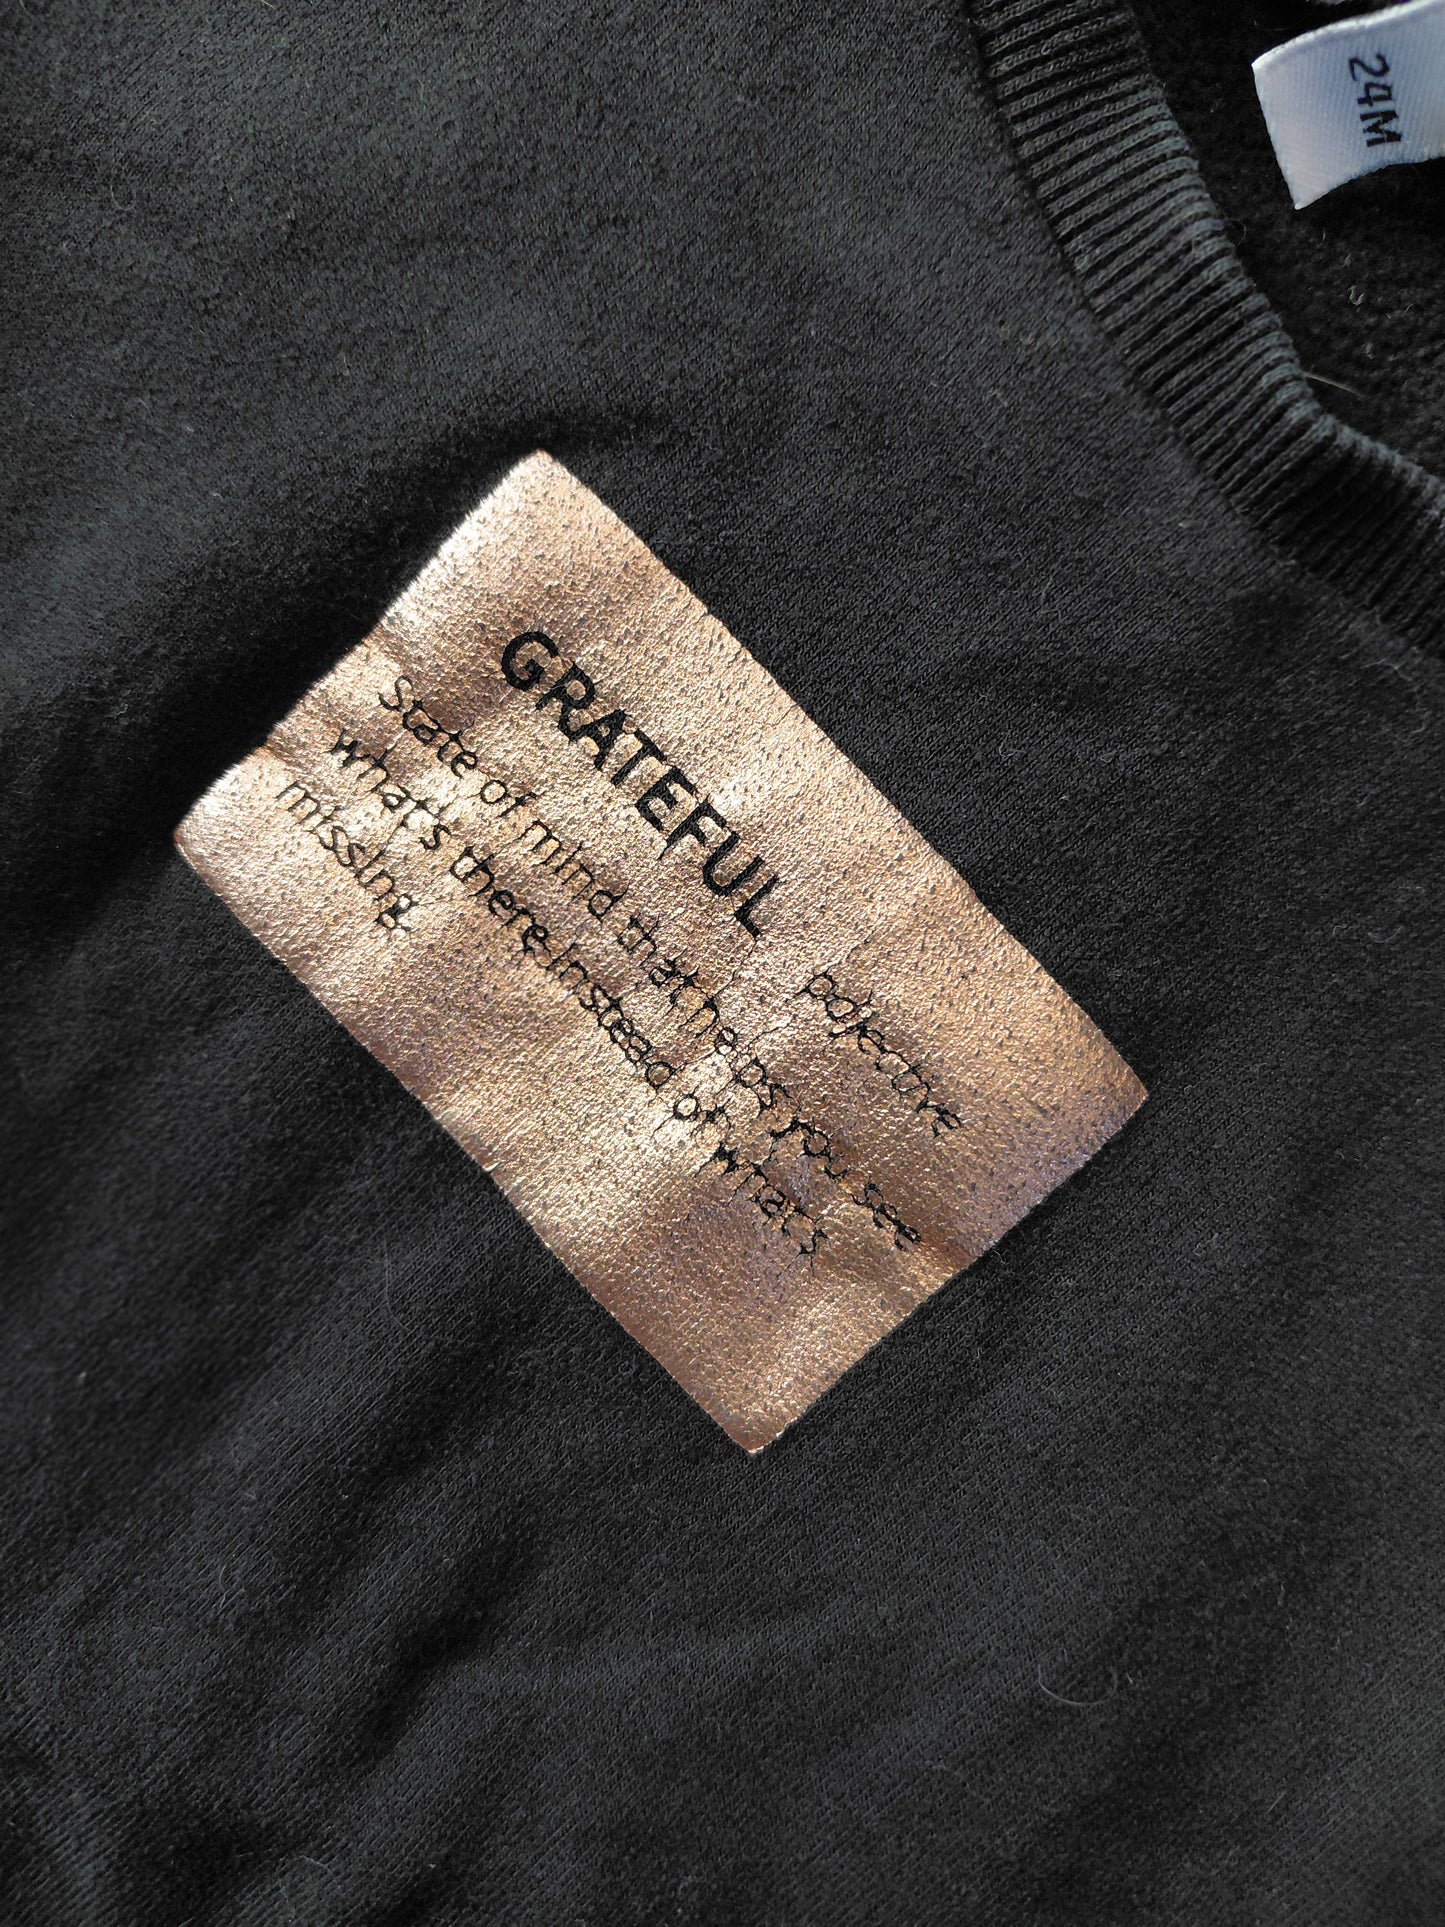 24M
GRATEFUL adjective
State of mind that helps you see
what's there instead of what's
missing.